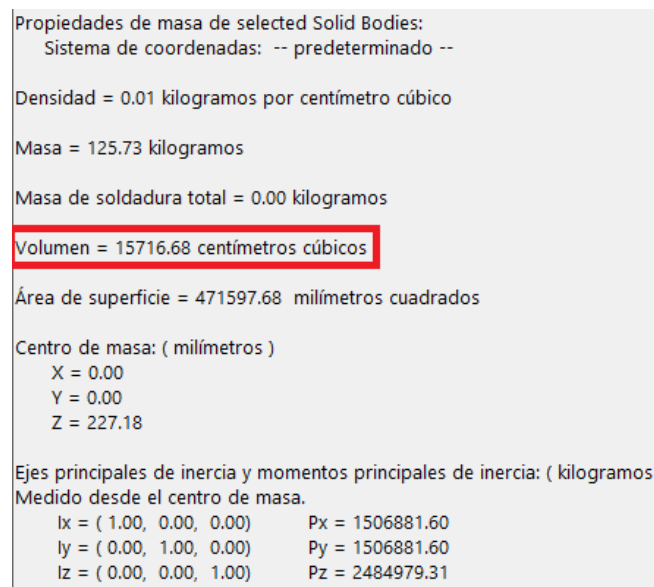 Propiedades de masa de selected Solid Bodies:
Sistema de coordenadas: -- predeterminado --
Densidad = 0.01 kilogramos por centímetro cúbico
Masa = 125.73 kilogramos
Masa de soldadura total = 0.00 kilogramos
Volumen = 15716.68 centímetros cúbicos
Área de superficie = 471597.68 milímetros cuadrados
Centro de masa: ( milímetros )
X = 0.00
Y = 0.00
Z = 227.18
Ejes principales de inercia y momentos principales de inercia: ( kilogramos
Medido desde el centro de masa.
Ix = ( 1.00, 0.00, 0.00) Px = 1506881.60
Iy = ( 0.00, 1.00, 0.00) Py = 1506881.60
Iz = ( 0.00, 0.00, 1.00) Pz = 2484979.31